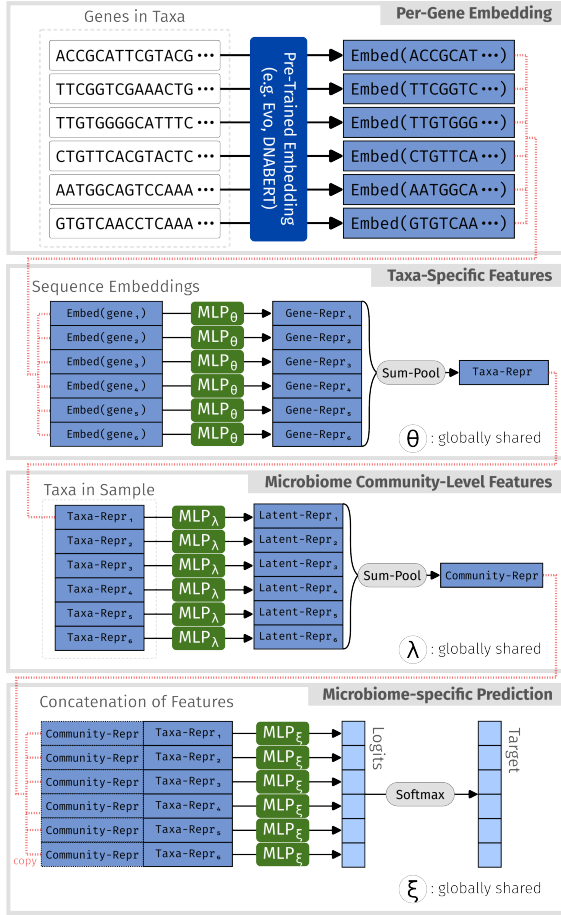 Genes in Taxa
Per-Gene Embedding
ACCGCATTCGTACG ···
TTCGGTCGAAACTG ···
TTGTGGGGCATTTC ···
CTGTTCACGTACTC ···
AATGGCAGTCCAAA ···
GTGTCAACCTCAAA ···
Pre-Trained Embedding
(e.g. Evo, DNABERT)
Embed(ACCGCAT ···)
Embed(TTCGGTC ···)
Embed(TTGTGGG ···)
Embed(CTGTTCA ···)
Embed(AATGGCA ···)
Embed(GTGTCAA ···)
Taxa-Specific Features
Sequence Embeddings
Embed(gene₁) MLPθ Gene-Repr₁
Embed(gene₂) MLPθ Gene-Repr₂
Embed(gene₃) MLPθ Gene-Repr₃
Embed(gene₄) MLPθ Gene-Repr₄
Embed(gene₅) MLPθ Gene-Repr₅
Embed(gene₆) MLPθ Gene-Repr₆
Sum-Pool
Taxa-Repr
θ : globally shared
Microbiome Community-Level Features
Taxa in Sample
Taxa-Repr₁ MLPλ Latent-Repr₁
Taxa-Repr₂ MLPλ Latent-Repr₂
Taxa-Repr₃ MLPλ Latent-Repr₃
Taxa-Repr₄ MLPλ Latent-Repr₄
Taxa-Repr₅ MLPλ Latent-Repr₅
Taxa-Repr₆ MLPλ Latent-Repr₆
Sum-Pool
Community-Repr
λ : globally shared
Microbiome-specific Prediction
Concatenation of Features
Community-Repr Taxa-Repr₁ MLPξ
Community-Repr Taxa-Repr₂ MLPξ
Community-Repr Taxa-Repr₃ MLPξ
Community-Repr Taxa-Repr₄ MLPξ
Community-Repr Taxa-Repr₅ MLPξ
Community-Repr Taxa-Repr₆ MLPξ
copy
Logits
Softmax
Target
ξ : globally shared